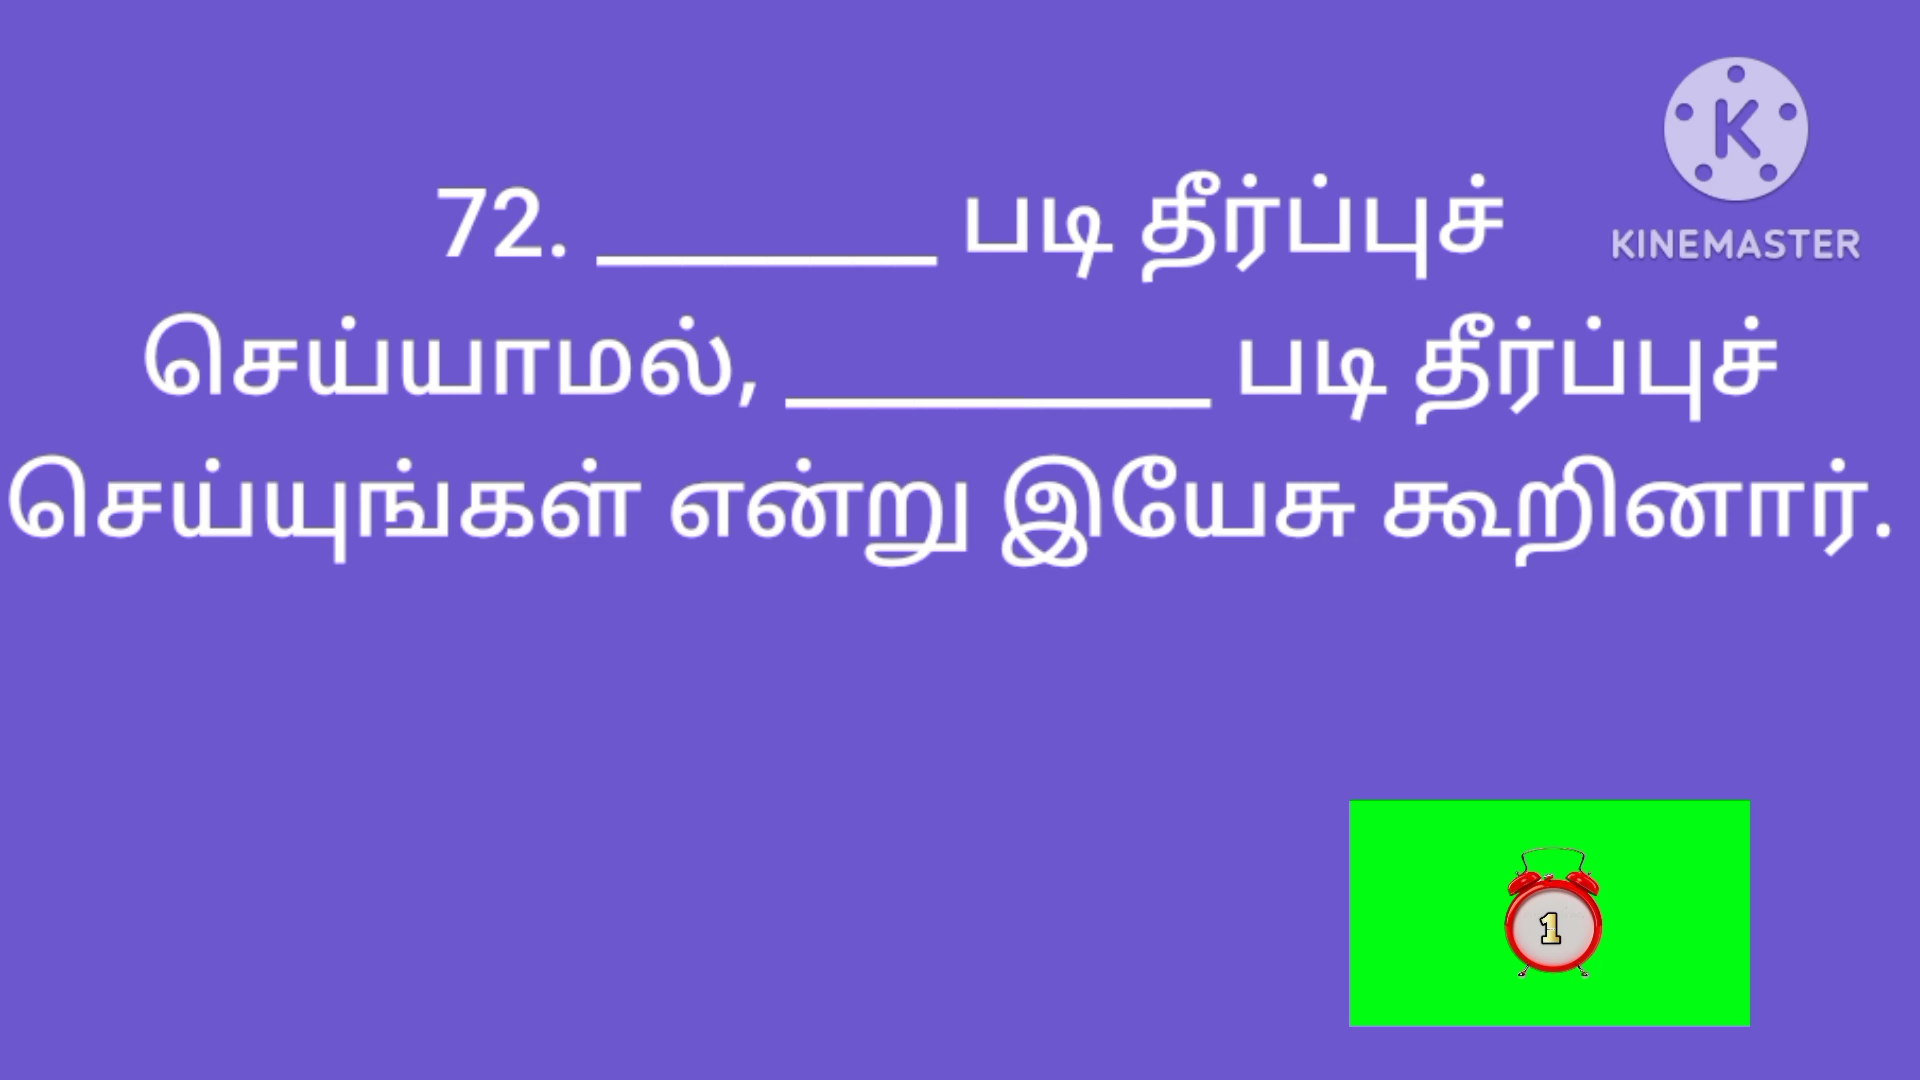 72. ________ படி தீர்ப்புச்
செய்யாமல், __________ படி தீர்ப்புச்
செய்யுங்கள் என்று இயேசு கூறினார்.
K
KINEMASTER
1